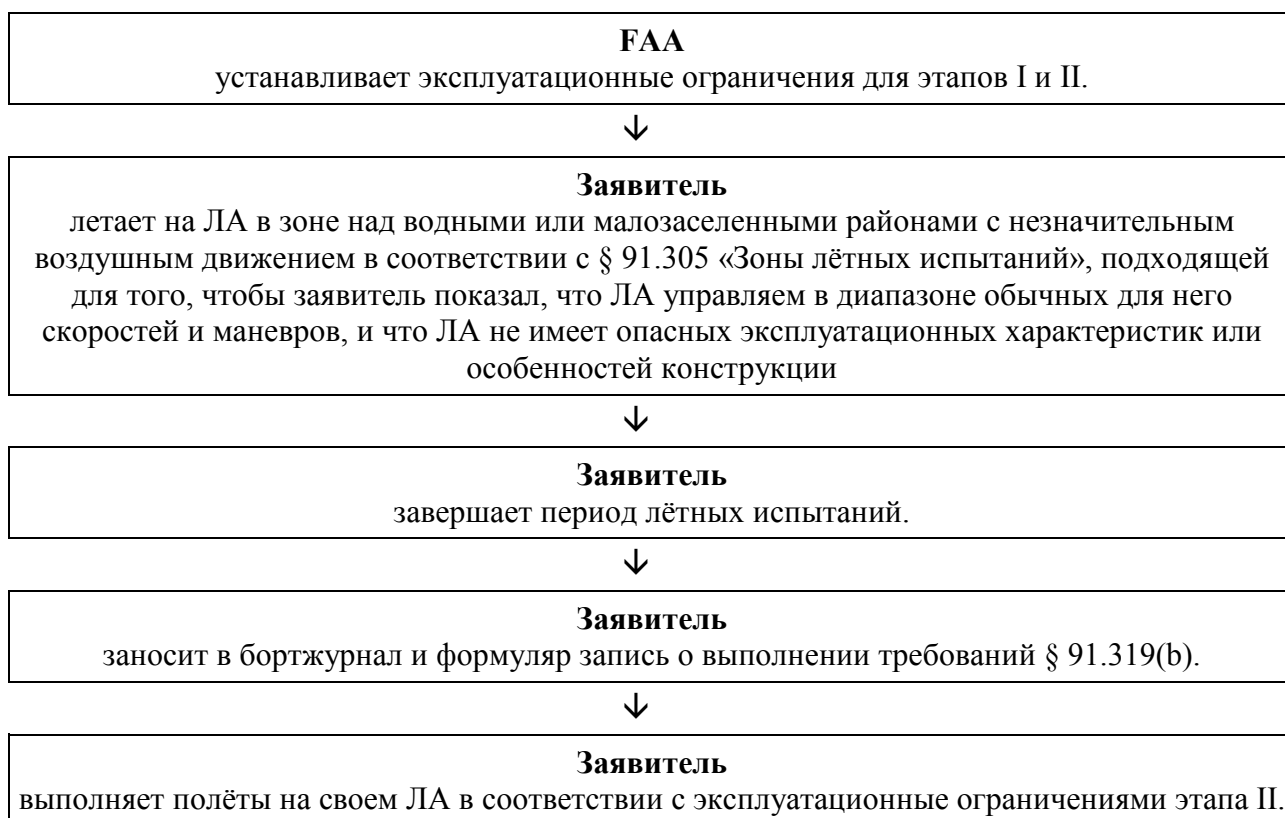 FAA
устанавливает эксплуатационные ограничения для этапов I и II.
↓
Заявитель
летает на ЛА в зоне над водными или малозаселенными районами с незначительным
воздушным движением в соответствии с § 91.305 «Зоны лётных испытаний», подходящей
для того, чтобы заявитель показал, что ЛА управляем в диапазоне обычных для него
скоростей и маневров, и что ЛА не имеет опасных эксплуатационных характеристик или
особенностей конструкции
↓
Заявитель
завершает период лётных испытаний.
↓
Заявитель
заносит в бортжурнал и формуляр запись о выполнении требований § 91.319(b).
↓
Заявитель
выполняет полёты на своем ЛА в соответствии с эксплуатационные ограничениями этапа II.